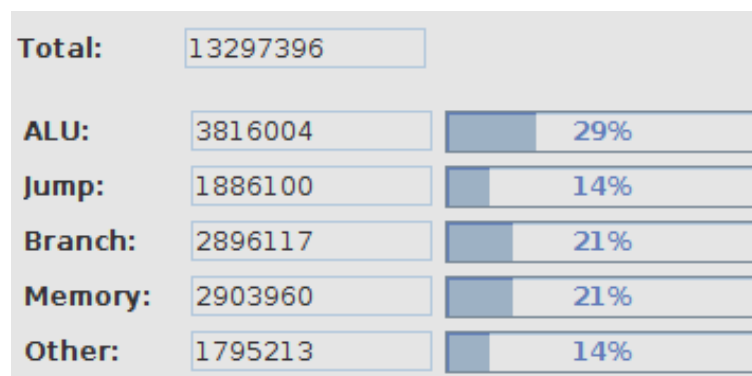 Total: 13297396
ALU: 3816004 29%
Jump: 1886100 14%
Branch: 2896117 21%
Memory: 2903960 21%
Other: 1795213 14%